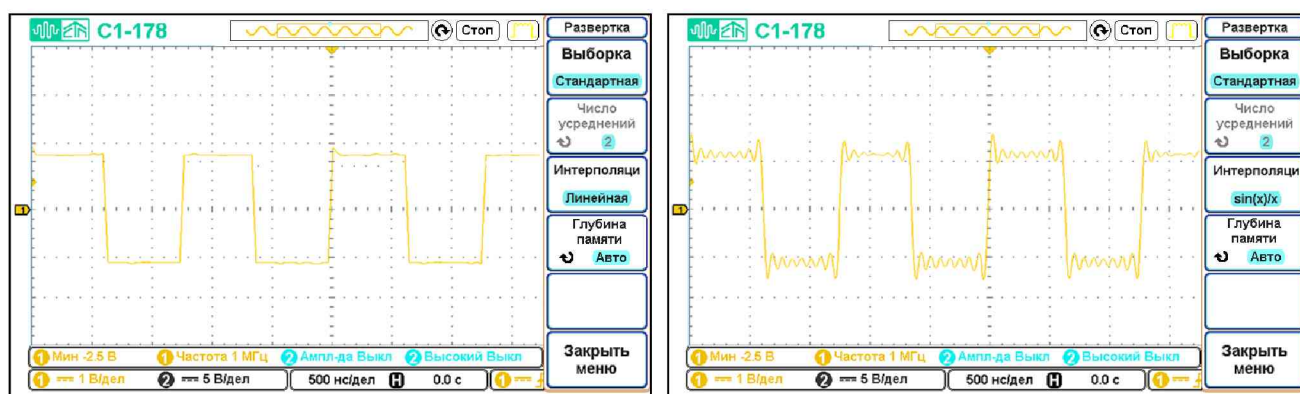 С1-178
Стоп
Развертка
Выборка
Стандартная
Число
усреднений
2
Интерполяци
Линейная
Глубина
памяти
Авто
Закрыть
меню
1
1 Мин -2.5 В 1 Частота 1 МГц 2 Ампл-да Выкл 2 Высокий Выкл
1 1 В/дел 2 5 В/дел 500 нс/дел H 0.0 с 1
С1-178
Стоп
Развертка
Выборка
Стандартная
Число
усреднений
2
Интерполяци
sin(x)/x
Глубина
памяти
Авто
Закрыть
меню
1
1 Мин -2.5 В 1 Частота 1 МГц 2 Ампл-да Выкл 2 Высокий Выкл
1 1 В/дел 2 5 В/дел 500 нс/дел H 0.0 с 1